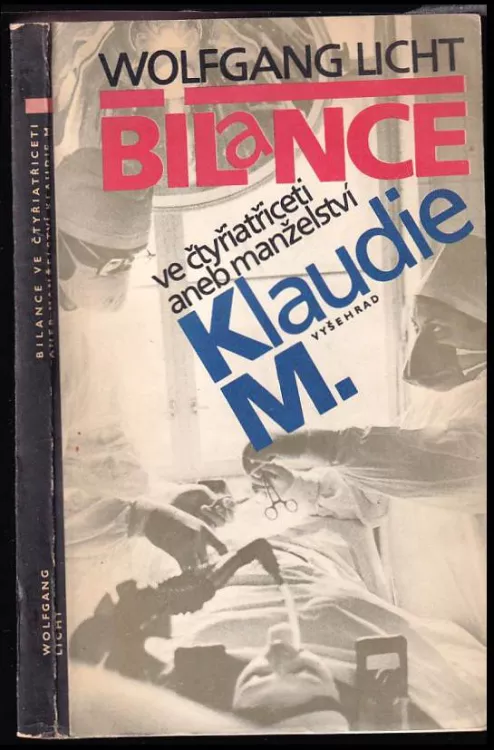 WOLFGANG LICHT
BILaNCE
ve čtyřiatřiceti
aneb manželství
Klaudie
M.
VYŠEHRAD
BILANCE VE ČTYŘIATŘICETI
ANEB MANŽELSTVÍ KLAUDIE M.
WOLFGANG
LICHT